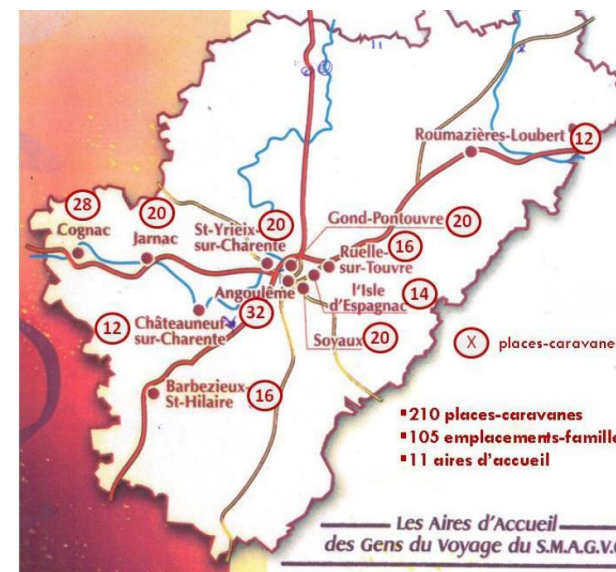 Roumazières-Loubert
12
28
Cognac
20
Jarnac
St-Yrieix-
sur-Charente
20
Gond-Pontouvre
20
Ruelle-
sur-Touvre
16
l'Isle
d'Espagnac
14
Angoulême
32
Soyaux
20
12
Châteauneuf-
sur-Charente
Barbezieux-
St-Hilaire
16
X places-caravane
▪210 places-caravanes
▪105 emplacements-famille
▪11 aires d'accueil
Les Aires d'Accueil
des Gens du Voyage du S.M.A.G.V.C